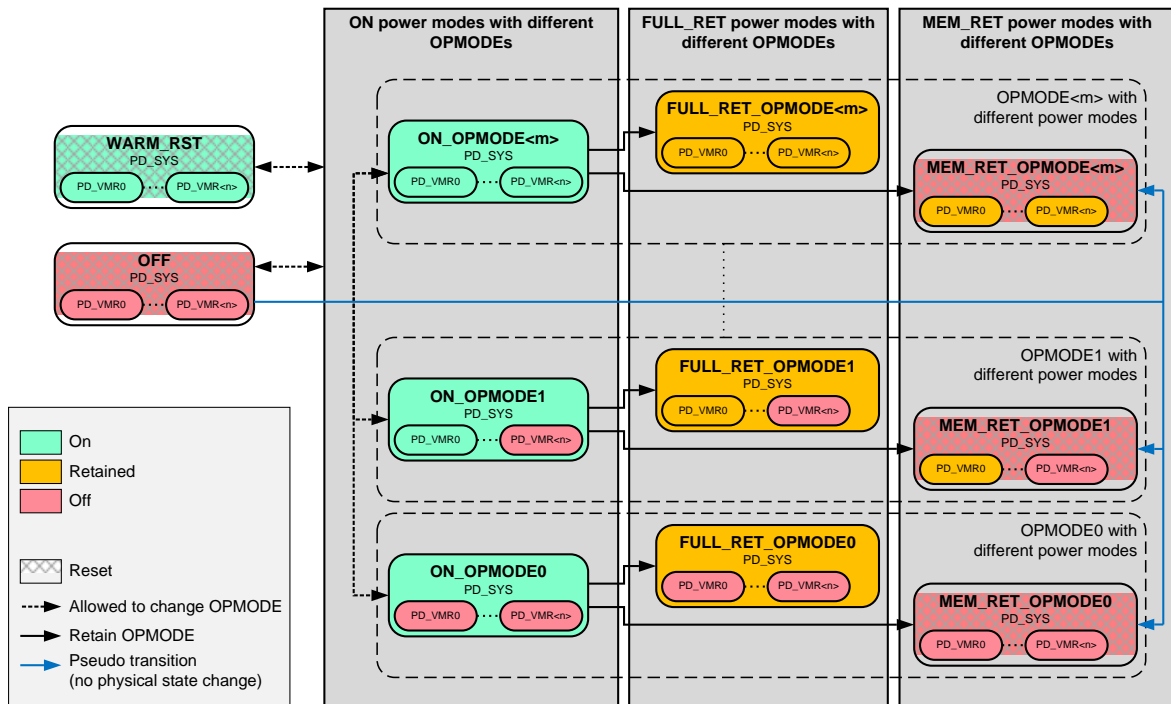 ON power modes with different
OPMODEs
FULL_RET power modes with
different OPMODEs
MEM_RET power modes with
different OPMODEs
OPMODE<m> with
different power modes
WARM_RST
PD_SYS
PD_VMR0 ···· PD_VMR<n>
ON_OPMODE<m>
PD_SYS
PD_VMR0 ···· PD_VMR<n>
FULL_RET_OPMODE<m>
PD_SYS
PD_VMR0 ···· PD_VMR<n>
MEM_RET_OPMODE<m>
PD_SYS
PD_VMR0 ···· PD_VMR<n>
OFF
PD_SYS
PD_VMR0 ···· PD_VMR<n>
OPMODE1 with
different power modes
ON_OPMODE1
PD_SYS
PD_VMR0 ···· PD_VMR<n>
FULL_RET_OPMODE1
PD_SYS
PD_VMR0 ···· PD_VMR<n>
MEM_RET_OPMODE1
PD_SYS
PD_VMR0 ···· PD_VMR<n>
OPMODE0 with
different power modes
ON_OPMODE0
PD_SYS
PD_VMR0 ···· PD_VMR<n>
FULL_RET_OPMODE0
PD_SYS
PD_VMR0 ···· PD_VMR<n>
MEM_RET_OPMODE0
PD_SYS
PD_VMR0 ···· PD_VMR<n>
On
Retained
Off
Reset
Allowed to change OPMODE
Retain OPMODE
Pseudo transition
(no physical state change)